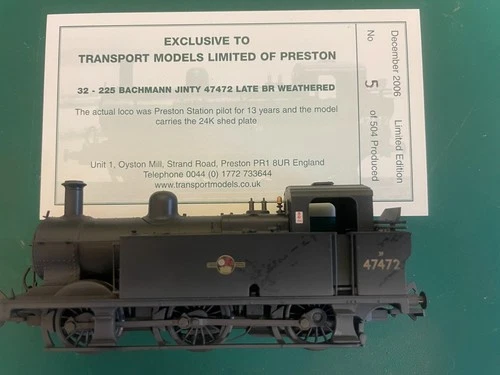 EXCLUSIVE TO
TRANSPORT MODELS LIMITED OF PRESTON
32 - 225 BACHMANN JINTY 47472 LATE BR WEATHERED
The actual loco was Preston Station pilot for 13 years and the model
carries the 24K shed plate
Unit 1, Oyston Mill, Strand Road, Preston PR1 8UR England
Telephone 0044 (0) 1772 733644
www.transportmodels.co.uk
December 2006 Limited Edition
No 5 of 504 Produced
47472